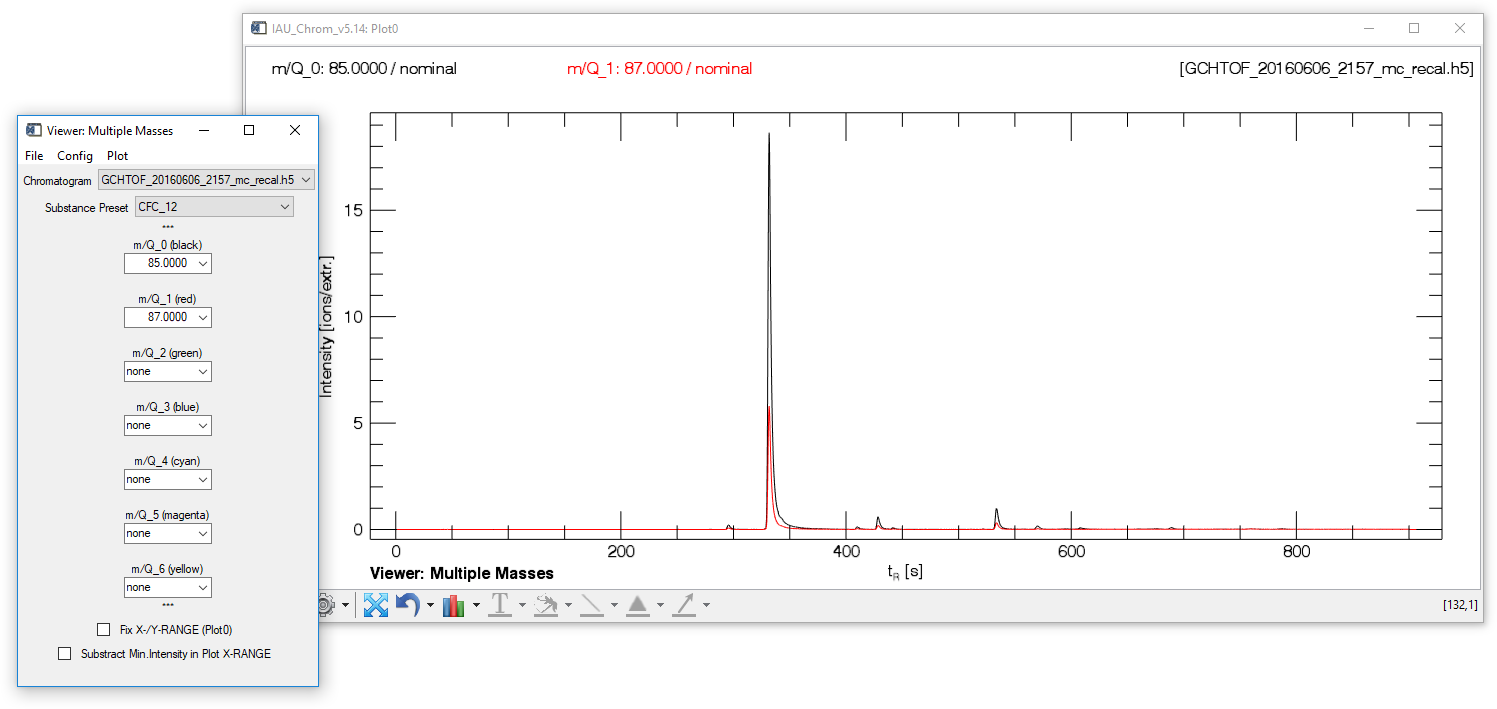 IAU_Chrom_v5.14: Plot0
m/Q_0: 85.0000 / nominal
m/Q_1: 87.0000 / nominal
[GCHTOF_20160606_2157_mc_recal.h5]
Viewer: Multiple Masses
File Config Plot
Chromatogram GCHTOF_20160606_2157_mc_recal.h5
Substance Preset CFC_12
***
m/Q_0 (black)
85.0000
m/Q_1 (red)
87.0000
m/Q_2 (green)
none
m/Q_3 (blue)
none
m/Q_4 (cyan)
none
m/Q_5 (magenta)
none
m/Q_6 (yellow)
none
***
Fix X-/Y-RANGE (Plot0)
Substract Min.Intensity in Plot X-RANGE
Intensity [ions/extr.]
15
10
5
0
0 200 400 600 800
tR [s]
Viewer: Multiple Masses
T
[132,1]